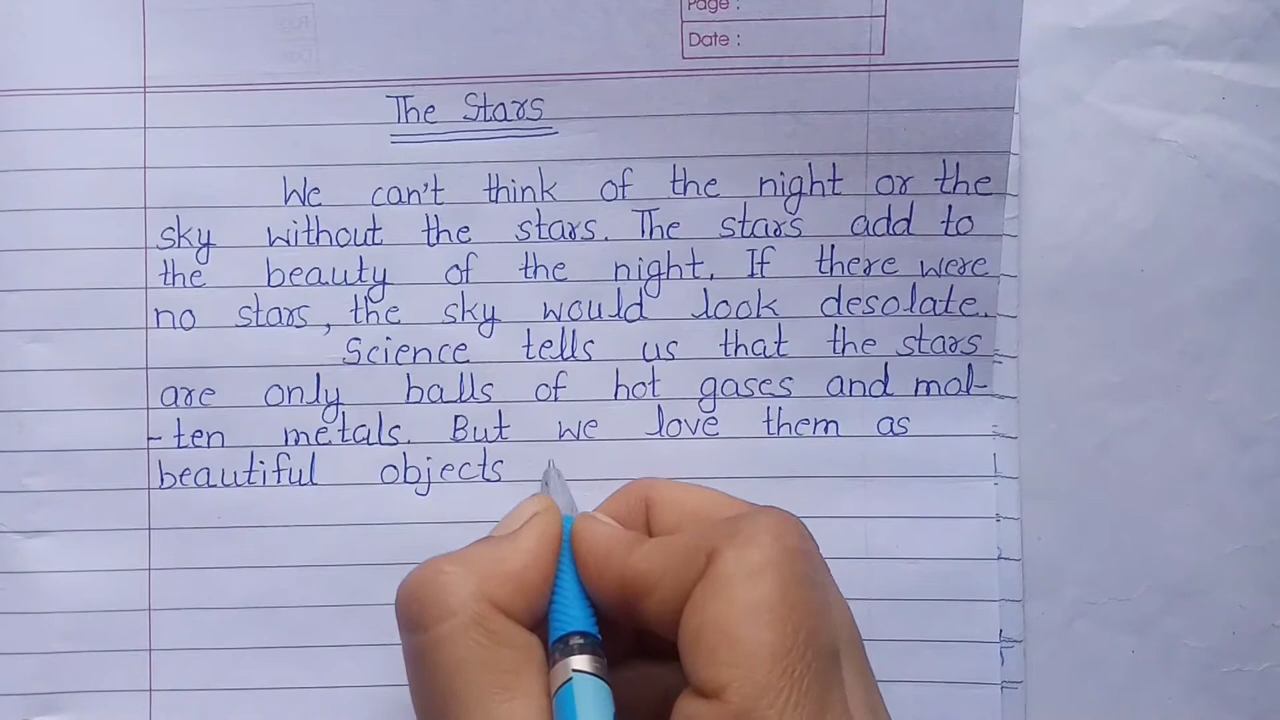 Page :
Date :
The Stars
We can't think of the night or the
sky without the stars. The stars add to
the beauty of the night. If there were
no stars, the sky would look desolate.
Science tells us that the stars
are only balls of hot gases and mol-
-ten metals. But we love them as
beautiful objects